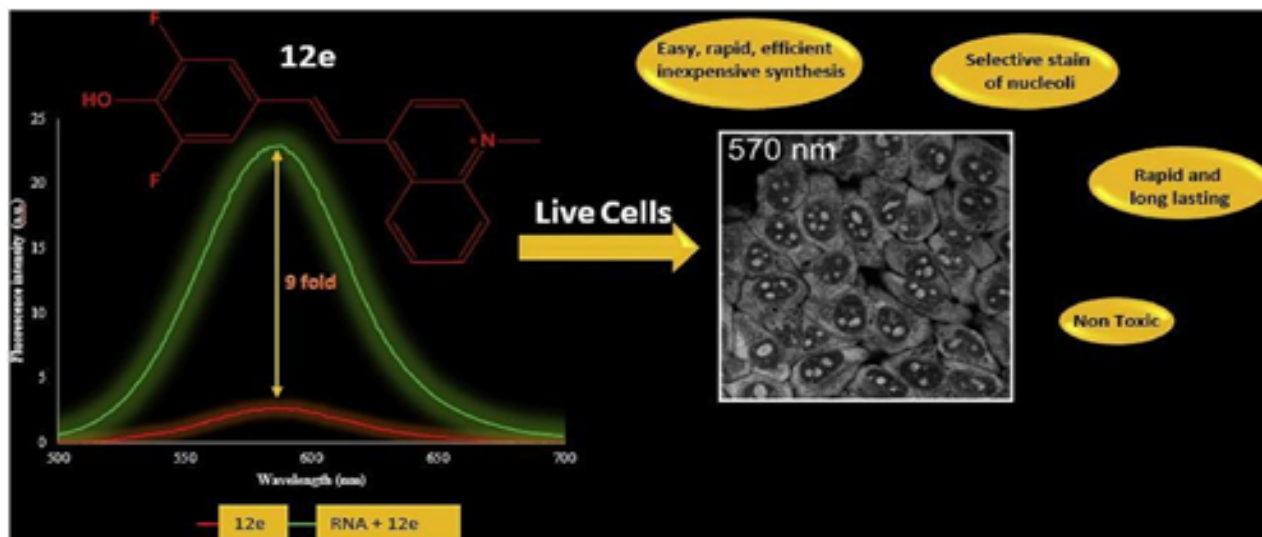 12e
F
HO
F
N
Easy, rapid, efficient
inexpensive synthesis
Selective stain
of nucleoli
Rapid and
long lasting
Non Toxic
Live Cells
570 nm
9 fold
Fluorescence intensity (a.u.)
25
20
15
10
5
0
500
550
600
650
700
Wavelength (nm)
12e
RNA + 12e